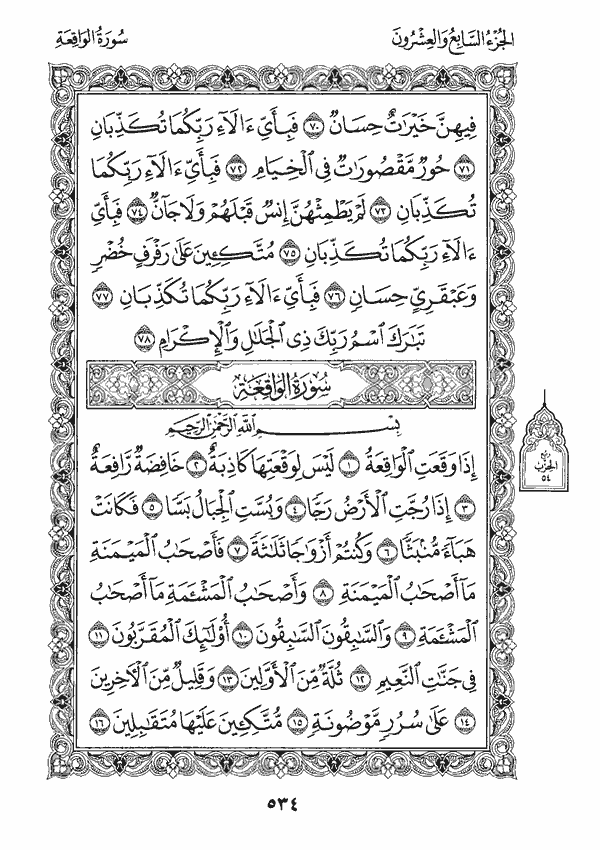 الجُزْءُ السَّابِعُ وَالعِشْرُونَ
سُورَةُ الوَاقِعَةِ
فِيهِنَّ خَيْرَٰتٌ حِسَانٌ ٧٠ فَبِأَيِّ ءَالَآءِ رَبِّكُمَا تُكَذِّبَانِ
٧١ حُورٌ مَّقْصُورَٰتٌ فِي ٱلْخِيَامِ ٧٢ فَبِأَيِّ ءَالَآءِ رَبِّكُمَا
تُكَذِّبَانِ ٧٣ لَمْ يَطْمِثْهُنَّ إِنسٌ قَبْلَهُمْ وَلَا جَآنٌّ ٧٤ فَبِأَيِّ
ءَالَآءِ رَبِّكُمَا تُكَذِّبَانِ ٧٥ مُتَّكِـِٔينَ عَلَىٰ رَفْرَفٍ خُضْرٍ
وَعَبْقَرِيٍّ حِسَانٍ ٧٦ فَبِأَيِّ ءَالَآءِ رَبِّكُمَا تُكَذِّبَانِ ٧٧
تَبَٰرَكَ ٱسْمُ رَبِّكَ ذِي ٱلْجَلَٰلِ وَٱلْإِكْرَامِ ٧٨
سُورَةُ الوَاقِعَةِ
بِسْمِ ٱللَّهِ ٱلرَّحْمَٰنِ ٱلرَّحِيمِ
إِذَا وَقَعَتِ ٱلْوَاقِعَةُ ١ لَيْسَ لِوَقْعَتِهَا كَاذِبَةٌ ٢ خَافِضَةٌ رَّافِعَةٌ
٣ إِذَا رُجَّتِ ٱلْأَرْضُ رَجًّا ٤ وَبُسَّتِ ٱلْجِبَالُ بَسًّا ٥ فَكَانَتْ
هَبَآءً مُّنۢبَثًّا ٦ وَكُنتُمْ أَزْوَٰجًا ثَلَٰثَةً ٧ فَأَصْحَٰبُ ٱلْمَيْمَنَةِ
مَآ أَصْحَٰبُ ٱلْمَيْمَنَةِ ٨ وَأَصْحَٰبُ ٱلْمَشْـَٔمَةِ مَآ أَصْحَٰبُ
ٱلْمَشْـَٔمَةِ ٩ وَٱلسَّٰبِقُونَ ٱلسَّٰبِقُونَ ١٠ أُو۟لَٰٓئِكَ ٱلْمُقَرَّبُونَ ١١
فِي جَنَّٰتِ ٱلنَّعِيمِ ١٢ ثُلَّةٌ مِّنَ ٱلْأَوَّلِينَ ١٣ وَقَلِيلٌ مِّنَ ٱلْءَاخِرِينَ
١٤ عَلَىٰ سُرُرٍ مَّوْضُونَةٍ ١٥ مُّتَّكِـِٔينَ عَلَيْهَا مُتَقَٰبِلِينَ ١٦
ربع
الحزب
٥٤
٥٣٤